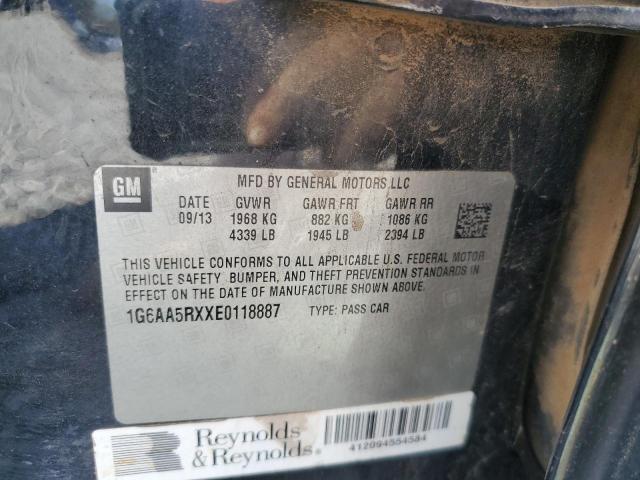 GM
MFD BY GENERAL MOTORS LLC
DATE GVWR GAWR FRT GAWR RR
09/13 1968 KG 882 KG 1086 KG
4339 LB 1945 LB 2394 LB
THIS VEHICLE CONFORMS TO ALL APPLICABLE U.S. FEDERAL MOTOR
VEHICLE SAFETY, BUMPER, AND THEFT PREVENTION STANDARDS IN
EFFECT ON THE DATE OF MANUFACTURE SHOWN ABOVE.
1G6AA5RXXE0118887 TYPE: PASS CAR
Reynolds
& Reynolds®
412094554584